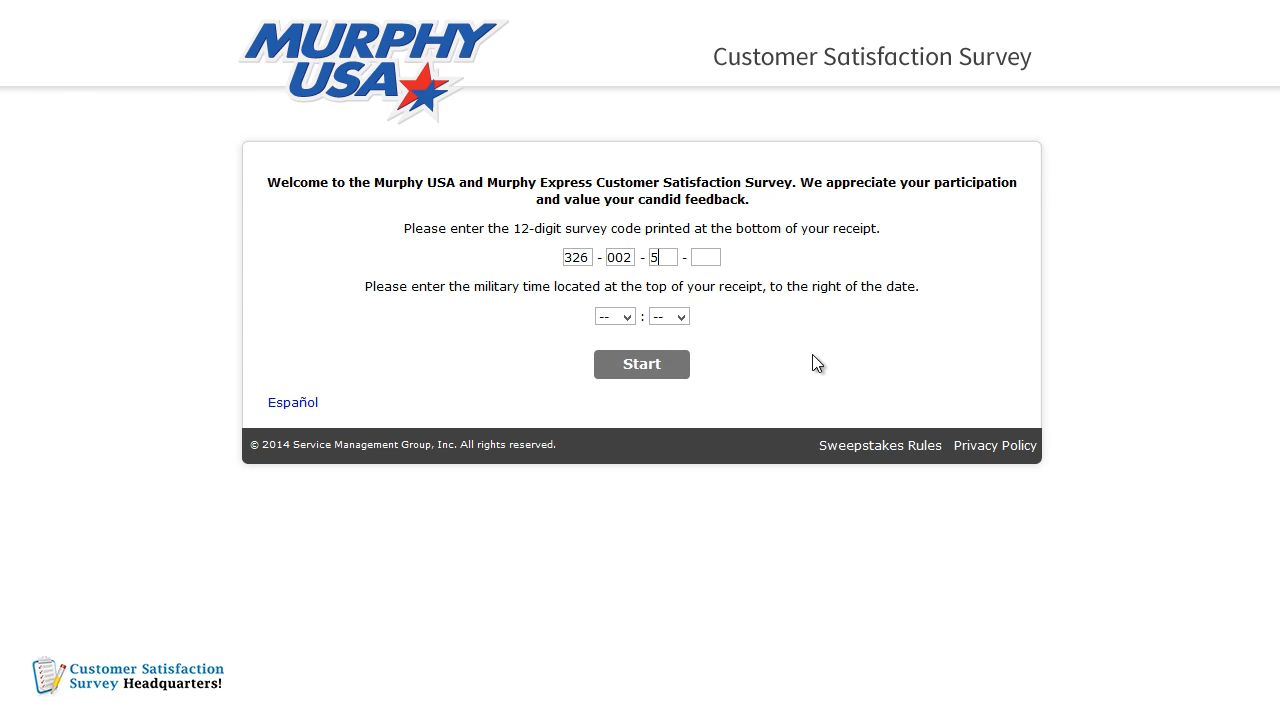 MURPHY
USA
Customer Satisfaction Survey
Welcome to the Murphy USA and Murphy Express Customer Satisfaction Survey. We appreciate your participation
and value your candid feedback.
Please enter the 12-digit survey code printed at the bottom of your receipt.
326 - 002 - 5 -
Please enter the military time located at the top of your receipt, to the right of the date.
-- : --
Start
Español
© 2014 Service Management Group, Inc. All rights reserved.
Sweepstakes Rules Privacy Policy
Customer Satisfaction
Survey Headquarters!